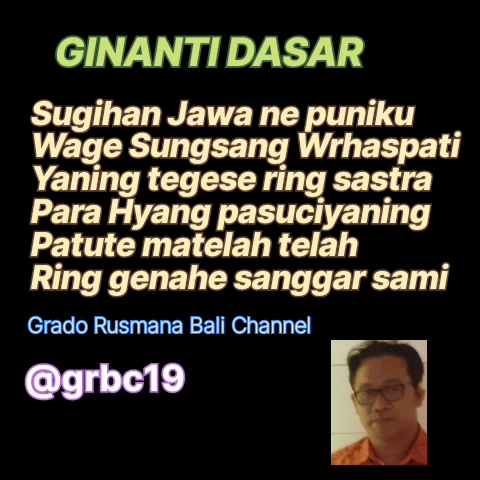 GINANTI DASAR
Sugihan Jawa ne puniku
Wage Sungsang Wrhaspati
Yaning tegese ring sastra
Para Hyang pasuciyaning
Patute matelah telah
Ring genahe sanggar sami
Grado Rusmana Bali Channel
@grbc19